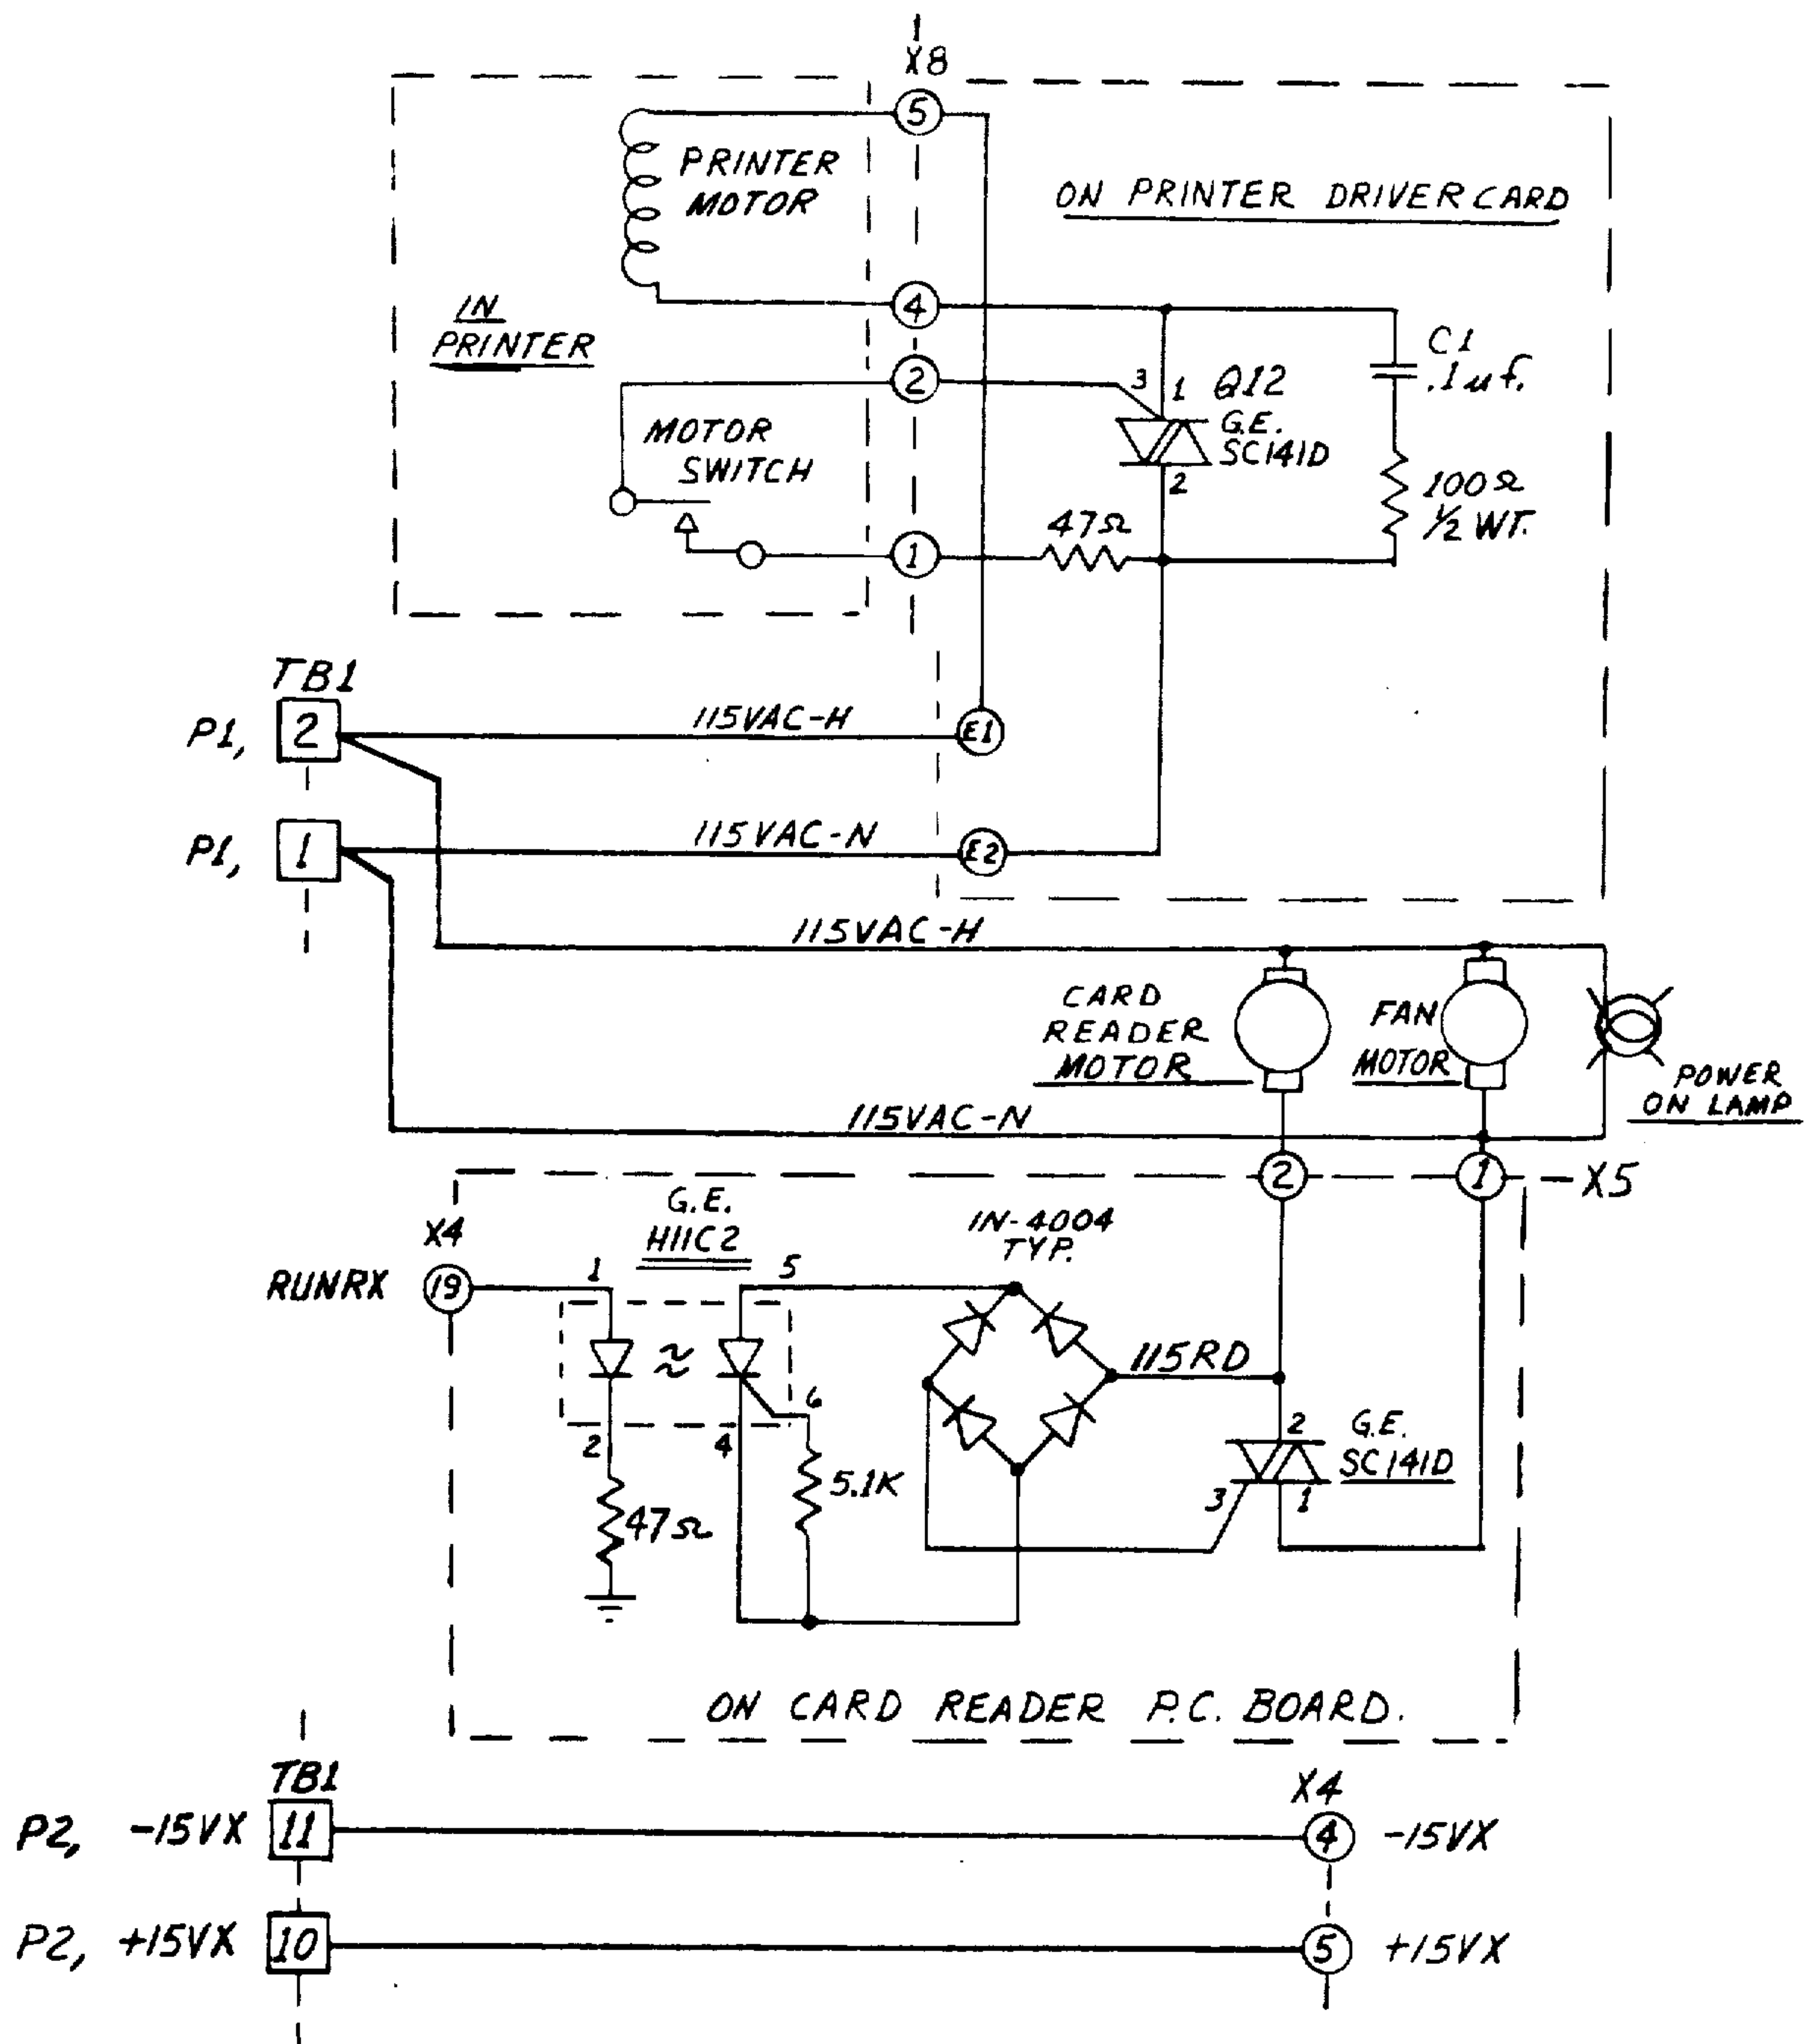 X8
5
PRINTER
MOTOR
ON PRINTER DRIVER CARD
4
IN
PRINTER
2
C1
.1uf.
3
1
Q12
G.E.
SC141D
MOTOR
SWITCH
2
100Ω
1/2 WT.
47Ω
1
TB1
P1,
2
115VAC-H
E1
P1,
1
115VAC-N
E2
115VAC-H
CARD
READER
MOTOR
FAN
MOTOR
POWER
ON LAMP
115VAC-N
2
1
X5
G.E.
H11C2
X4
IN-4004
TYP.
RUNRX
19
1
5
≈
115RD
6
2
4
2
G.E.
SC141D
5.1K
3
1
47Ω
ON CARD READER P.C. BOARD.
TB1
X4
P2, -15VX
11
4
-15VX
P2, +15VX
10
5
+15VX